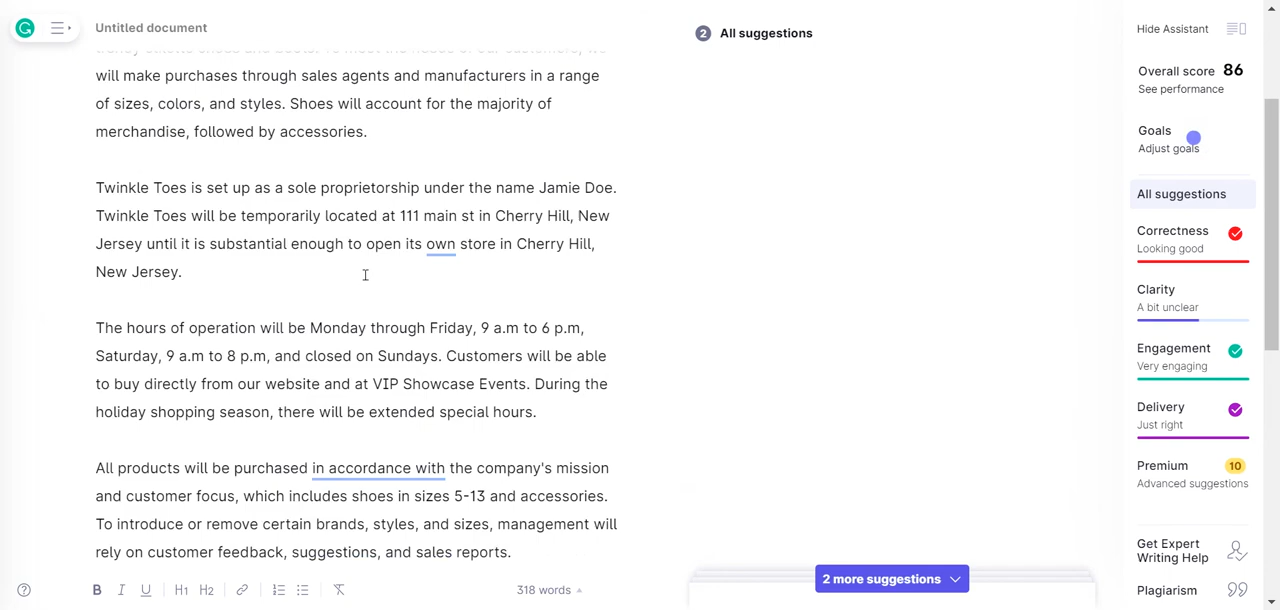 Untitled document
will make purchases through sales agents and manufacturers in a range
of sizes, colors, and styles. Shoes will account for the majority of
merchandise, followed by accessories.
Twinkle Toes is set up as a sole proprietorship under the name Jamie Doe.
Twinkle Toes will be temporarily located at 111 main st in Cherry Hill, New
Jersey until it is substantial enough to open its own store in Cherry Hill,
New Jersey.
The hours of operation will be Monday through Friday, 9 a.m to 6 p.m,
Saturday, 9 a.m to 8 p.m, and closed on Sundays. Customers will be able
to buy directly from our website and at VIP Showcase Events. During the
holiday shopping season, there will be extended special hours.
All products will be purchased in accordance with the company's mission
and customer focus, which includes shoes in sizes 5-13 and accessories.
To introduce or remove certain brands, styles, and sizes, management will
rely on customer feedback, suggestions, and sales reports.
B I U H1 H2
318 words
2 All suggestions
2 more suggestions
Hide Assistant
Overall score 86
See performance
Goals
Adjust goals
All suggestions
Correctness
Looking good
Clarity
A bit unclear
Engagement
Very engaging
Delivery
Just right
Premium 10
Advanced suggestions
Get Expert
Writing Help
Plagiarism